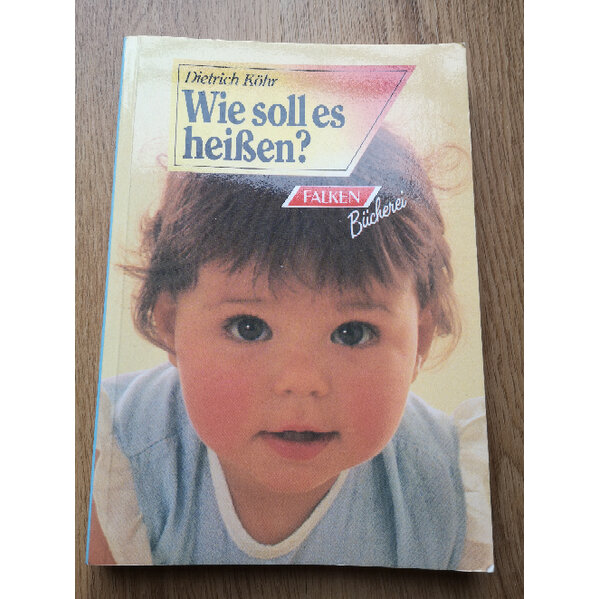 Dietrich Köhr
Wie soll es
heißen?
FALKEN
Bücherei